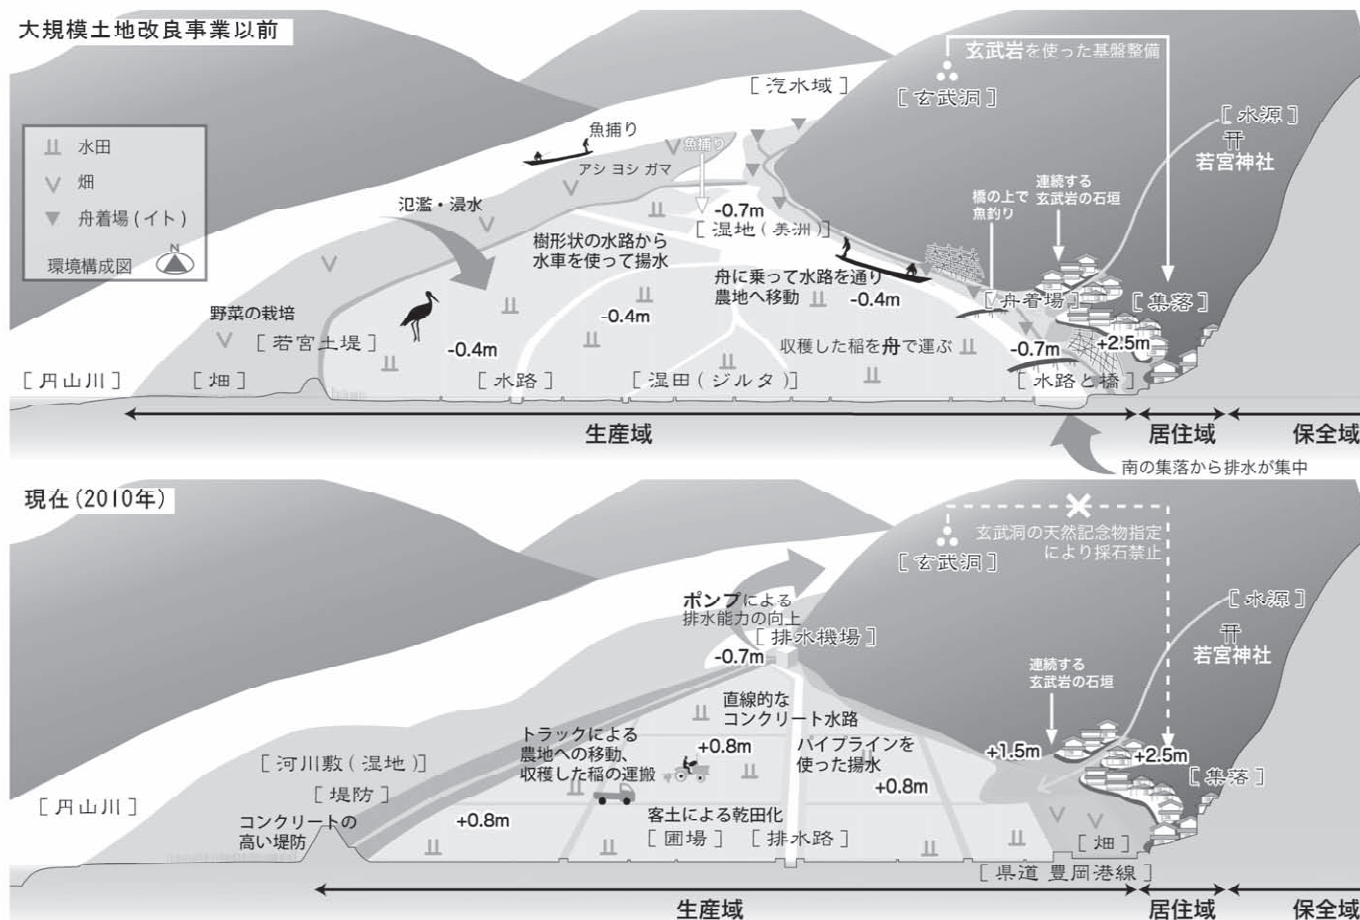 大規模土地改良事業以前
水田
畑
舟着場(イト)
環境構成図
N
[汽水域]
玄武岩を使った基盤整備
[玄武洞]
[水源]
若宮神社
魚捕り
魚捕り
アシ ヨシ ガマ
氾濫・浸水
-0.7m
[湿地(美洲)]
橋の上で
魚釣り
連続する
玄武岩の石垣
樹形状の水路から
水車を使って揚水
舟に乗って水路を通り
農地へ移動
-0.4m
[舟着場]
[集落]
野菜の栽培
[若宮土堤]
-0.4m
-0.4m
収穫した稲を舟で運ぶ
-0.7m
+2.5m
[円山川]
[畑]
[水路]
[湿田(ジルタ)]
[水路と橋]
生産域
居住域
保全域
南の集落から排水が集中
現在(2010年)
玄武洞の天然記念物指定
により採石禁止
[玄武洞]
[水源]
若宮神社
ポンプによる
排水能力の向上
[排水機場]
-0.7m
連続する
玄武岩の石垣
直線的な
コンクリート水路
トラックによる
農地への移動、
収穫した稲の運搬
+0.8m
パイプラインを
使った揚水
+0.8m
+1.5m
+2.5m
[集落]
[河川敷(湿地)]
[堤防]
[円山川]
コンクリートの
高い堤防
+0.8m
客土による乾田化
[圃場]
[排水路]
[畑]
[県道 豊岡港線]
生産域
居住域
保全域